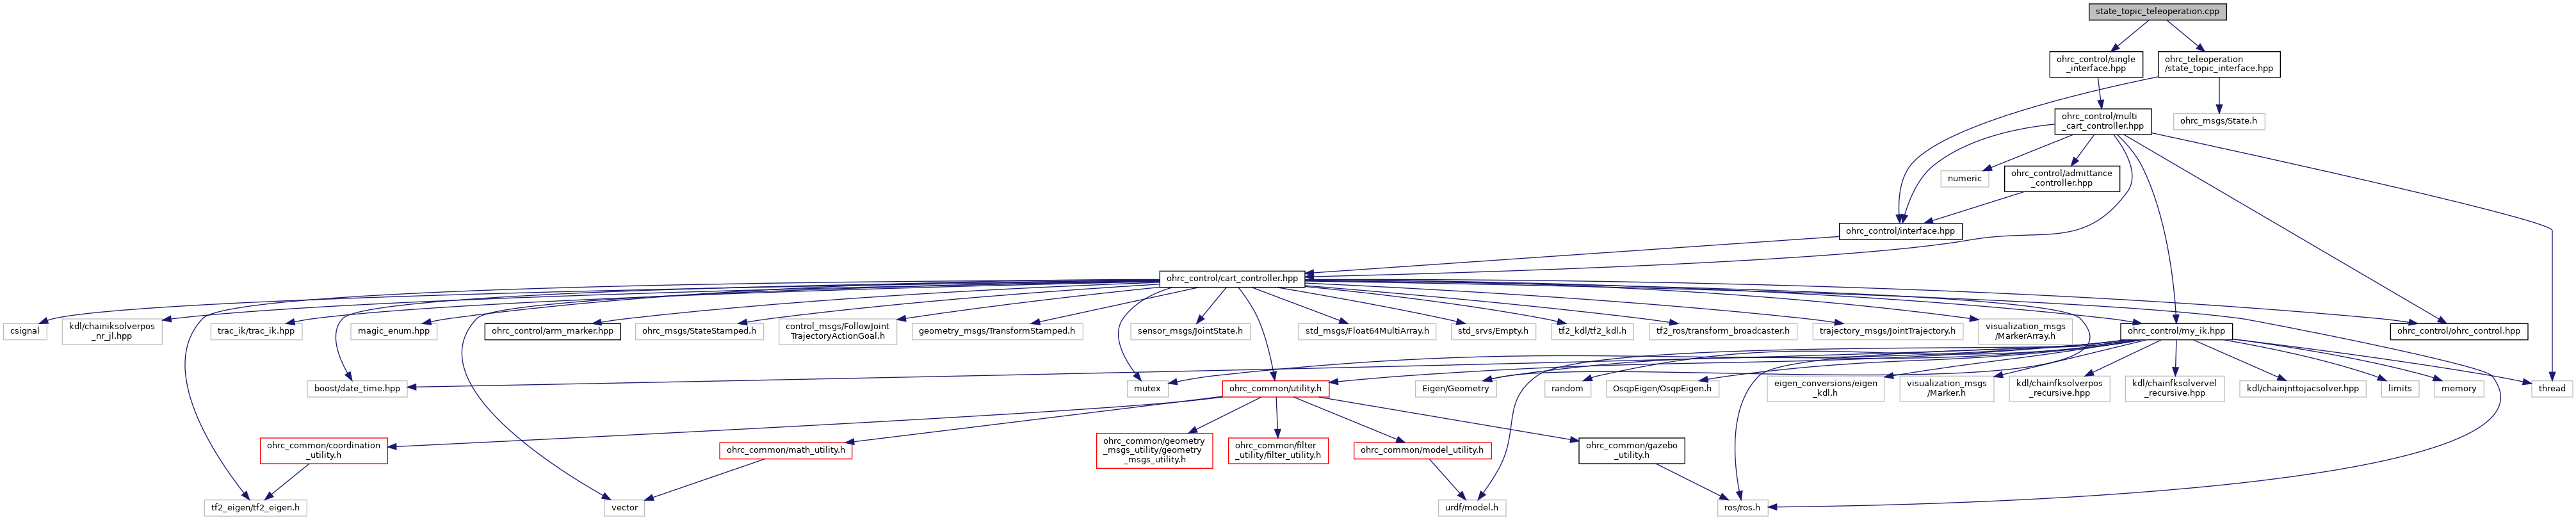 state_topic_teleoperation.cpp
ohrc_control/single
_interface.hpp
ohrc_teleoperation
/state_topic_interface.hpp
ohrc_control/multi
_cart_controller.hpp
ohrc_msgs/State.h
numeric
ohrc_control/admittance
_controller.hpp
ohrc_control/interface.hpp
ohrc_control/cart_controller.hpp
csignal
kdl/chainiksolverpos
_nr_jl.hpp
trac_ik/trac_ik.hpp
magic_enum.hpp
ohrc_control/arm_marker.hpp
ohrc_msgs/StateStamped.h
control_msgs/FollowJoint
TrajectoryActionGoal.h
geometry_msgs/TransformStamped.h
sensor_msgs/JointState.h
std_msgs/Float64MultiArray.h
std_srvs/Empty.h
tf2_kdl/tf2_kdl.h
tf2_ros/transform_broadcaster.h
trajectory_msgs/JointTrajectory.h
visualization_msgs
/MarkerArray.h
ohrc_control/my_ik.hpp
ohrc_control/ohrc_control.hpp
boost/date_time.hpp
mutex
ohrc_common/utility.h
Eigen/Geometry
random
OsqpEigen/OsqpEigen.h
eigen_conversions/eigen
_kdl.h
visualization_msgs
/Marker.h
kdl/chainfksolverpos
_recursive.hpp
kdl/chainfksolvervel
_recursive.hpp
kdl/chainjnttojacsolver.hpp
limits
memory
thread
ohrc_common/coordination
_utility.h
ohrc_common/math_utility.h
ohrc_common/geometry
_msgs_utility/geometry
_msgs_utility.h
ohrc_common/filter
_utility/filter_utility.h
ohrc_common/model_utility.h
ohrc_common/gazebo
_utility.h
tf2_eigen/tf2_eigen.h
vector
urdf/model.h
ros/ros.h